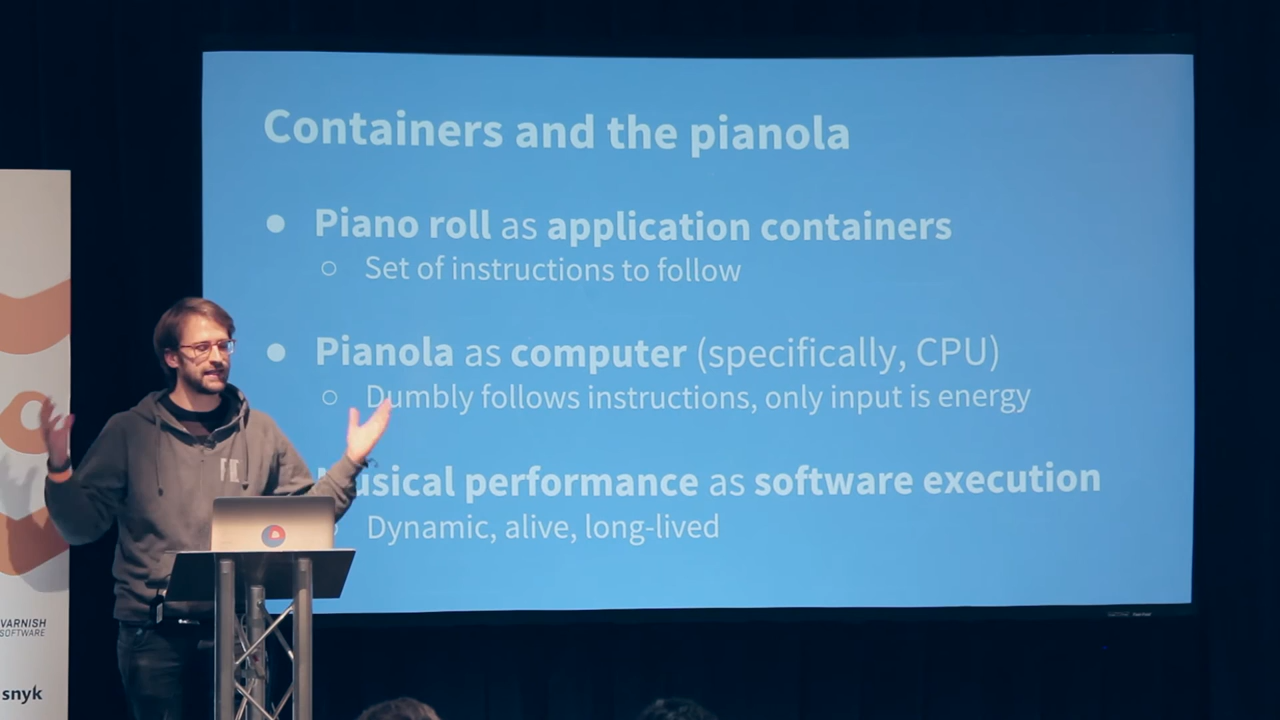 Containers and the pianola
● Piano roll as application containers
○ Set of instructions to follow
● Pianola as computer (specifically, CPU)
○ Dumbly follows instructions, only input is energy
Musical performance as software execution
Dynamic, alive, long-lived
VARNISH
SOFTWARE
snyk